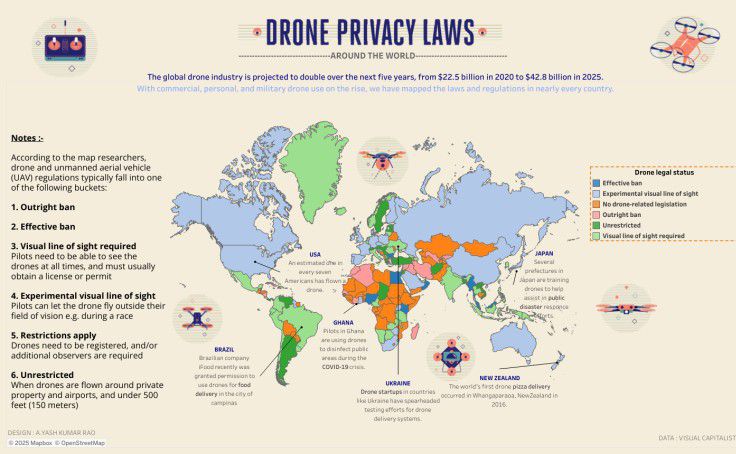 DRONE PRIVACY LAWS
AROUND THE WORLD
The global drone industry is projected to double over the next five years, from $22.5 billion in 2020 to $42.8 billion in 2025.
With commercial, personal, and military drone use on the rise, we have mapped the laws and regulations in nearly every country.
Notes :-
According to the map researchers,
drone and unmanned aerial vehicle
(UAV) regulations typically fall into one
of the following buckets:
1. Outright ban
2. Effective ban
3. Visual line of sight required
Pilots need to be able to see the
drones at all times, and must usually
obtain a license or permit
4. Experimental visual line of sight
Pilots can let the drone fly outside their
field of vision e.g. during a race
5. Restrictions apply
Drones need to be registered, and/or
additional observers are required
6. Unrestricted
When drones are flown around private
property and airports, and under 500
feet (150 meters)
Drone legal status
Effective ban
Experimental visual line of sight
No drone-related legislation
Outright ban
Unrestricted
Visual line of sight required
USA
An estimated one in
every seven
Americans has flown a
drone.
JAPAN
Several
prefectures in
Japan are training
drones to help
assist in public
disaster response
efforts.
GHANA
Pilots in Ghana
are using drones
to disinfect public
areas during the
COVID-19 crisis.
BRAZIL
Brazilian company
iFood recently was
granted permission to
use drones for food
delivery in the city of
campinas
UKRAINE
Drone startups in countries
like Ukraine have spearheaded
testing efforts for drone
delivery systems.
NEW ZEALAND
The world's first drone pizza delivery
occurred in Whangaparaoa, NewZealand in
2016.
DESIGN : A.YASH KUMAR RAO
© 2025 Mapbox © OpenStreetMap
DATA : VISUAL CAPITALIST